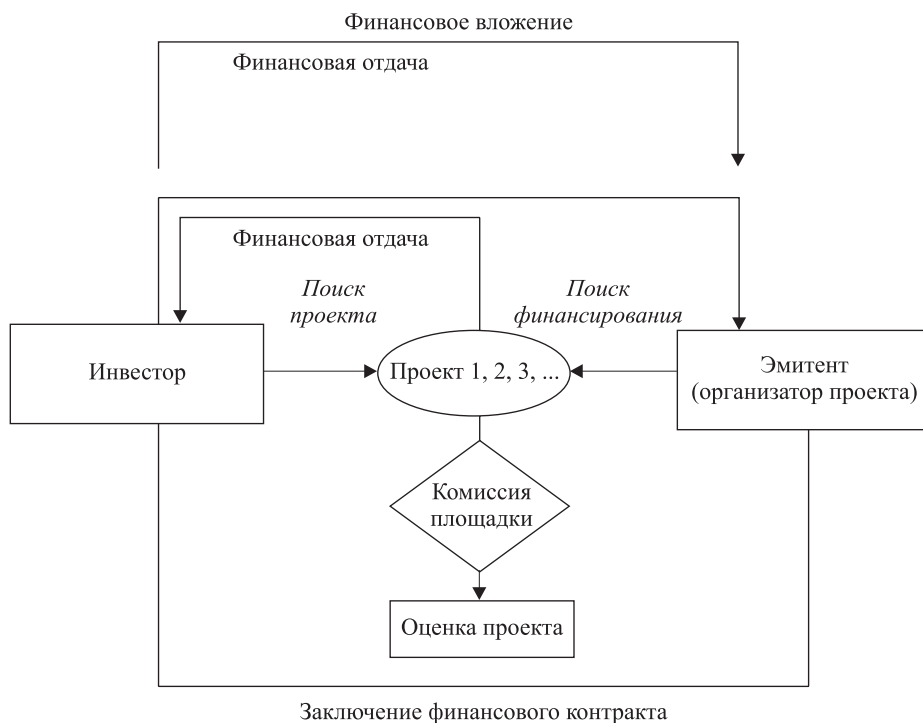 Финансовое вложение
Финансовая отдача
Финансовая отдача
Поиск
проекта
Поиск
финансирования
Инвестор
Проект 1, 2, 3, ...
Эмитент
(организатор проекта)
Комиссия
площадки
Оценка проекта
Заключение финансового контракта